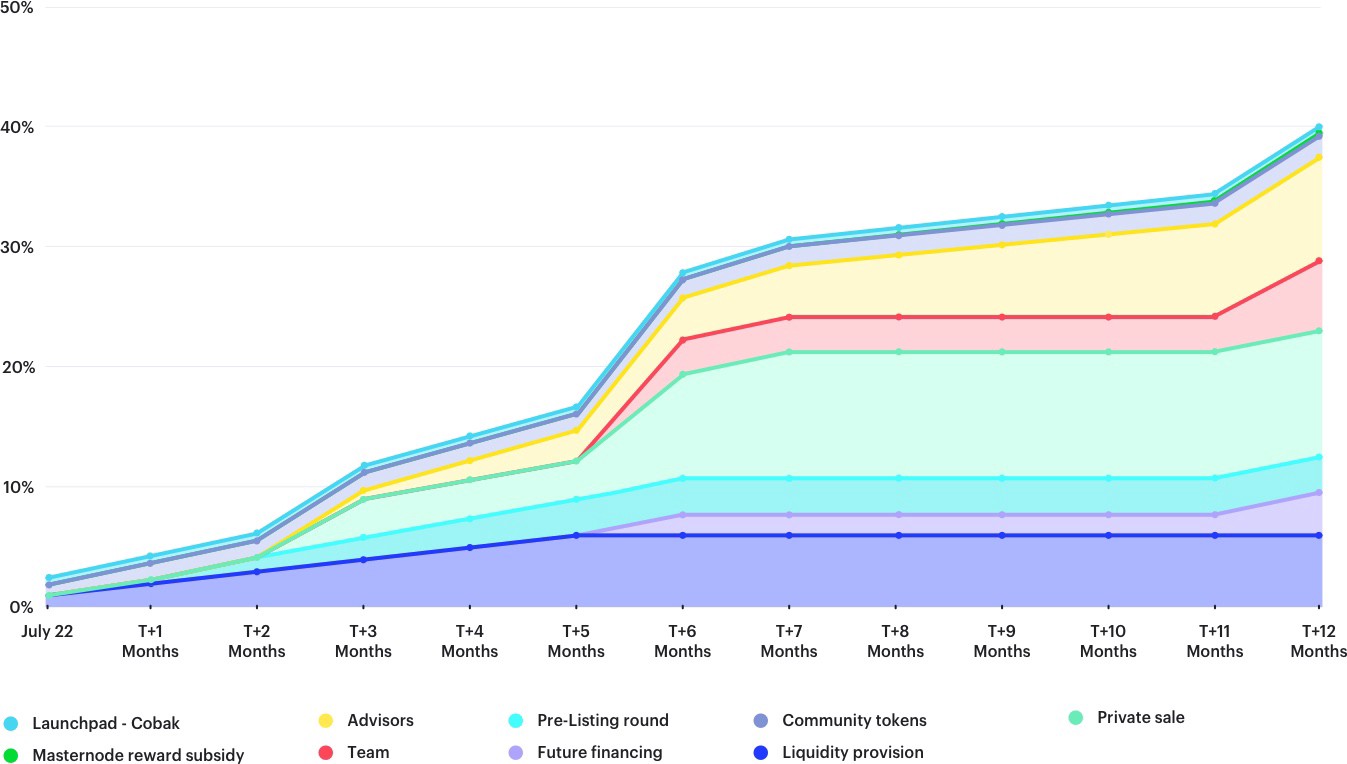 50%
40%
30%
20%
10%
0%
July 22
T+1 Months
T+2 Months
T+3 Months
T+4 Months
T+5 Months
T+6 Months
T+7 Months
T+8 Months
T+9 Months
T+10 Months
T+11 Months
T+12 Months
Launchpad - Cobak
Advisors
Pre-Listing round
Community tokens
Private sale
Masternode reward subsidy
Team
Future financing
Liquidity provision